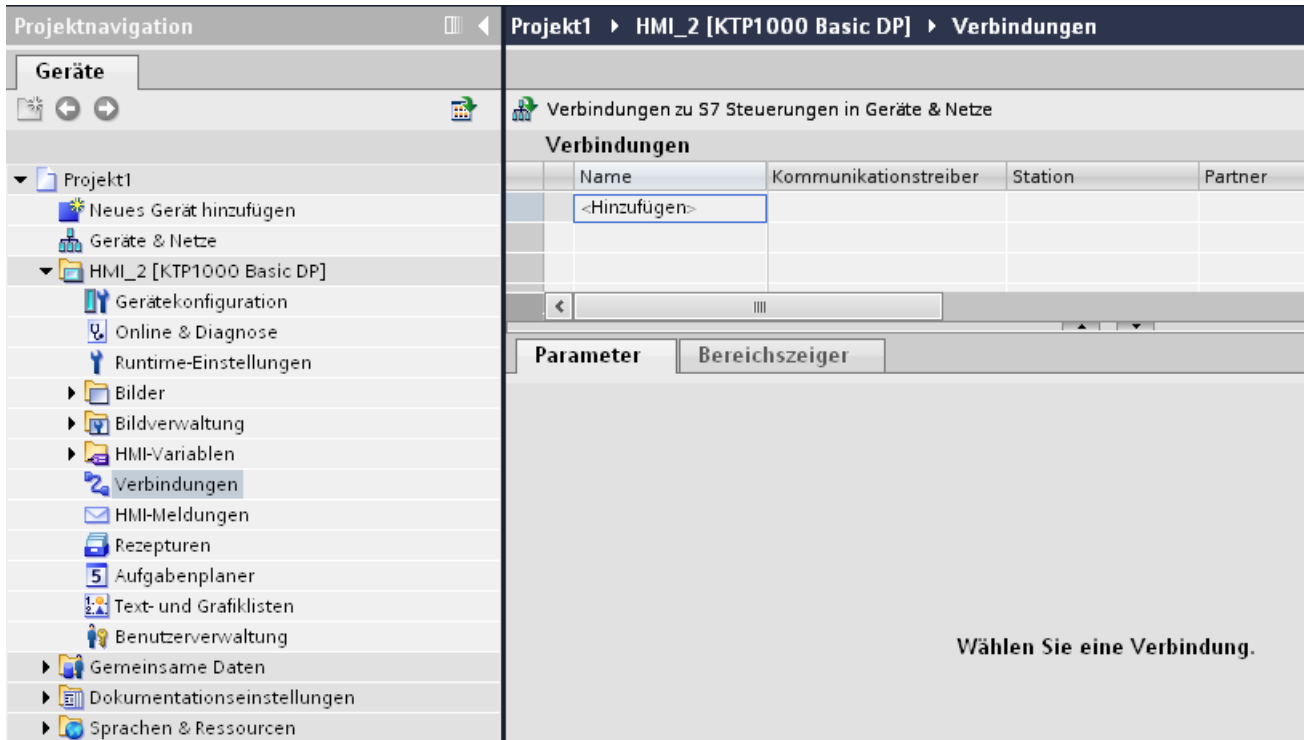 Projektnavigation
Geräte
Projekt1
Neues Gerät hinzufügen
Geräte & Netze
HMI_2 [KTP1000 Basic DP]
Gerätekonfiguration
Online & Diagnose
Runtime-Einstellungen
Bilder
Bildverwaltung
HMI-Variablen
Verbindungen
HMI-Meldungen
Rezepturen
Aufgabenplaner
Text- und Grafiklisten
Benutzerverwaltung
Gemeinsame Daten
Dokumentationseinstellungen
Sprachen & Ressourcen
Projekt1 ▸ HMI_2 [KTP1000 Basic DP] ▸ Verbindungen
Verbindungen zu S7 Steuerungen in Geräte & Netze
Verbindungen
Name Kommunikationstreiber Station Partner
<Hinzufügen>
Parameter Bereichszeiger
Wählen Sie eine Verbindung.